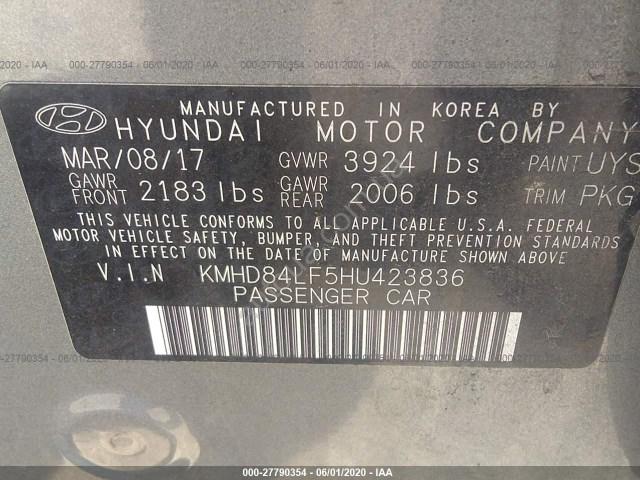 000-27790354 - 06/01/2020 - IAA
MANUFACTURED IN KOREA BY
HYUNDAI MOTOR COMPANY
MAR/08/17 GVWR 3924 lbs PAINT UYS
GAWR FRONT 2183 lbs GAWR REAR 2006 lbs TRIM PKG
THIS VEHICLE CONFORMS TO ALL APPLICABLE U.S.A. FEDERAL
MOTOR VEHICLE SAFETY, BUMPER, AND THEFT PREVENTION STANDARDS
IN EFFECT ON THE DATE OF MANUFACTURE SHOWN ABOVE
V.I.N KMHD84LF5HU423836
PASSENGER CAR
000-27790354 - 06/01/2020 - IAA